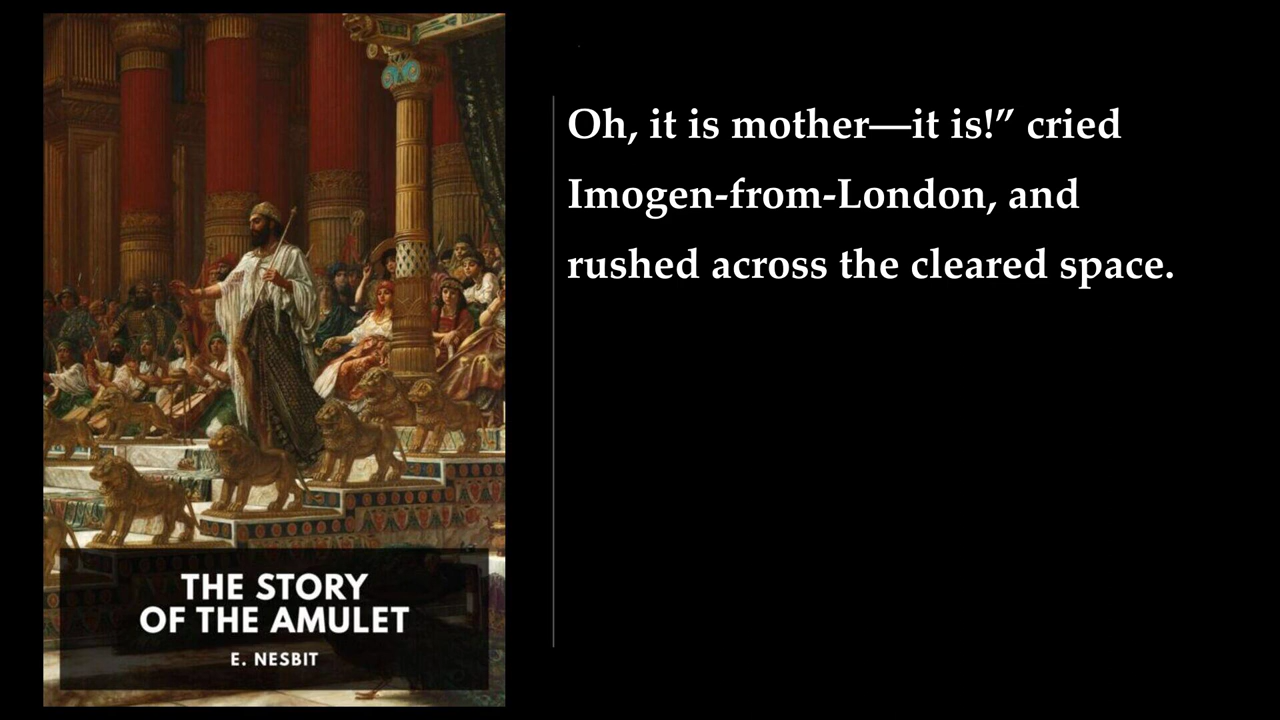 Oh, it is mother—it is!” cried
Imogen-from-London, and
rushed across the cleared space.
THE STORY
OF THE AMULET
E. NESBIT